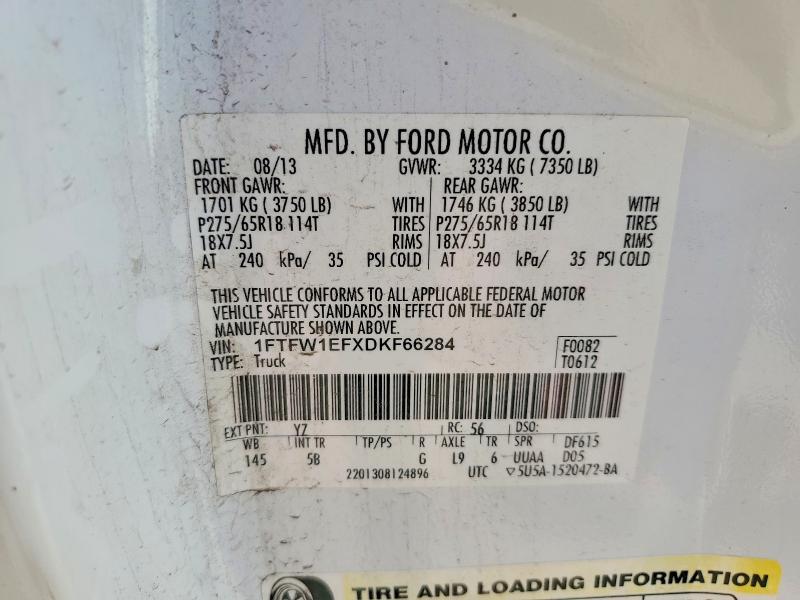 MFD. BY FORD MOTOR CO.
DATE: 08/13 GVWR: 3334 KG ( 7350 LB)
FRONT GAWR: REAR GAWR:
1701 KG ( 3750 LB) WITH 1746 KG ( 3850 LB) WITH
P275/65R18 114T TIRES P275/65R18 114T TIRES
18X7.5J RIMS 18X7.5J RIMS
AT 240 kPa/ 35 PSI COLD AT 240 kPa/ 35 PSI COLD
THIS VEHICLE CONFORMS TO ALL APPLICABLE FEDERAL MOTOR
VEHICLE SAFETY STANDARDS IN EFFECT ON THE DATE OF
MANUFACTURE SHOWN ABOVE.
VIN: 1FTFW1EFXDKF66284 F0082
TYPE: Truck T0612
EXT PNT: YZ RC: 56 DSO:
WB INT TR TP/PS R AXLE TR SPR DF615
145 5B G L9 6 UUAA D05
2201308124896 UTC ▽5U5A-1520472-BA
TIRE AND LOADING INFORMATION